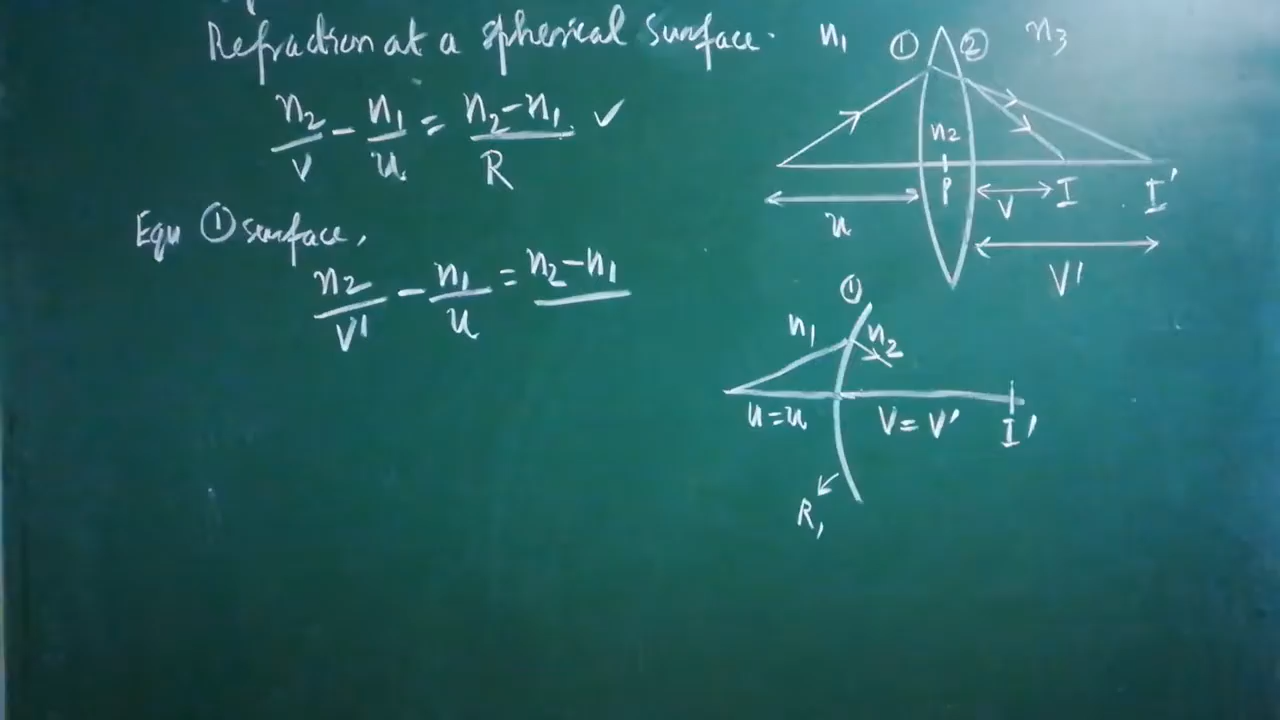 Refraction at a spherical surface.
n₂/v - n₁/u = n₂-n₁/R ✓
Equ ① surface,
n₂/v' - n₁/u = n₂-n₁
n₁ ① ② n₃
n₂
P
I I'
u v
v'
①
n₁ n₂
u=u v=v' I'
R₁